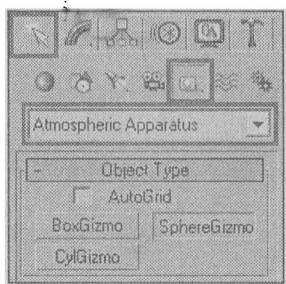 Atmospheric Apparatus
- Object Type
AutoGrid
BoxGizmo SphereGizmo
CylGizmo